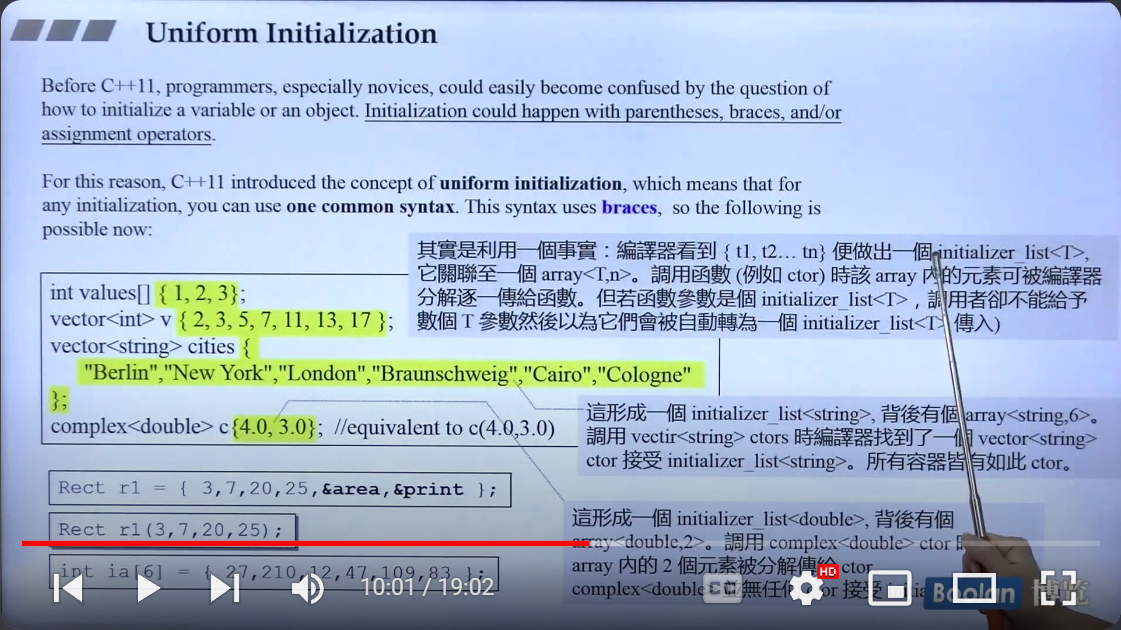 Uniform Initialization
Before C++11, programmers, especially novices, could easily become confused by the question of
how to initialize a variable or an object. Initialization could happen with parentheses, braces, and/or
assignment operators.
For this reason, C++11 introduced the concept of uniform initialization, which means that for
any initialization, you can use one common syntax. This syntax uses braces, so the following is
possible now:
其實是利用一個事實：編譯器看到 { t1, t2… tn} 便做出一個 initializer_list<T>,
它關聯至一個 array<T,n>。調用函數 (例如 ctor) 時該 array 內的元素可被編譯器
分解逐一傳給函數。但若函數參數是個 initializer_list<T>，調用者卻不能給予
數個 T 參數然後以為它們會被自動轉為一個 initializer_list<T> 傳入)
int values[] { 1, 2, 3};
vector<int> v { 2, 3, 5, 7, 11, 13, 17 };
vector<string> cities {
"Berlin","New York","London","Braunschweig","Cairo","Cologne"
};
complex<double> c{4.0, 3.0}; //equivalent to c(4.0,3.0)
這形成一個 initializer_list<string>, 背後有個 array<string,6>。
調用 vectir<string> ctors 時編譯器找到了一個 vector<string>
ctor 接受 initializer_list<string>。所有容器皆有如此 ctor。
Rect r1 = { 3,7,20,25,&area,&print };
Rect r1(3,7,20,25);
int ia[6] = { 27,210,12,47,109,83 };
這形成一個 initializer_list<double>, 背後有個
array<double,2>。調用 complex<double> ctor
array 內的 2 個元素被分解傳給 ctor
complex<double> 並無任何 接受
10:01 / 19:02
HD
Boolan 博览